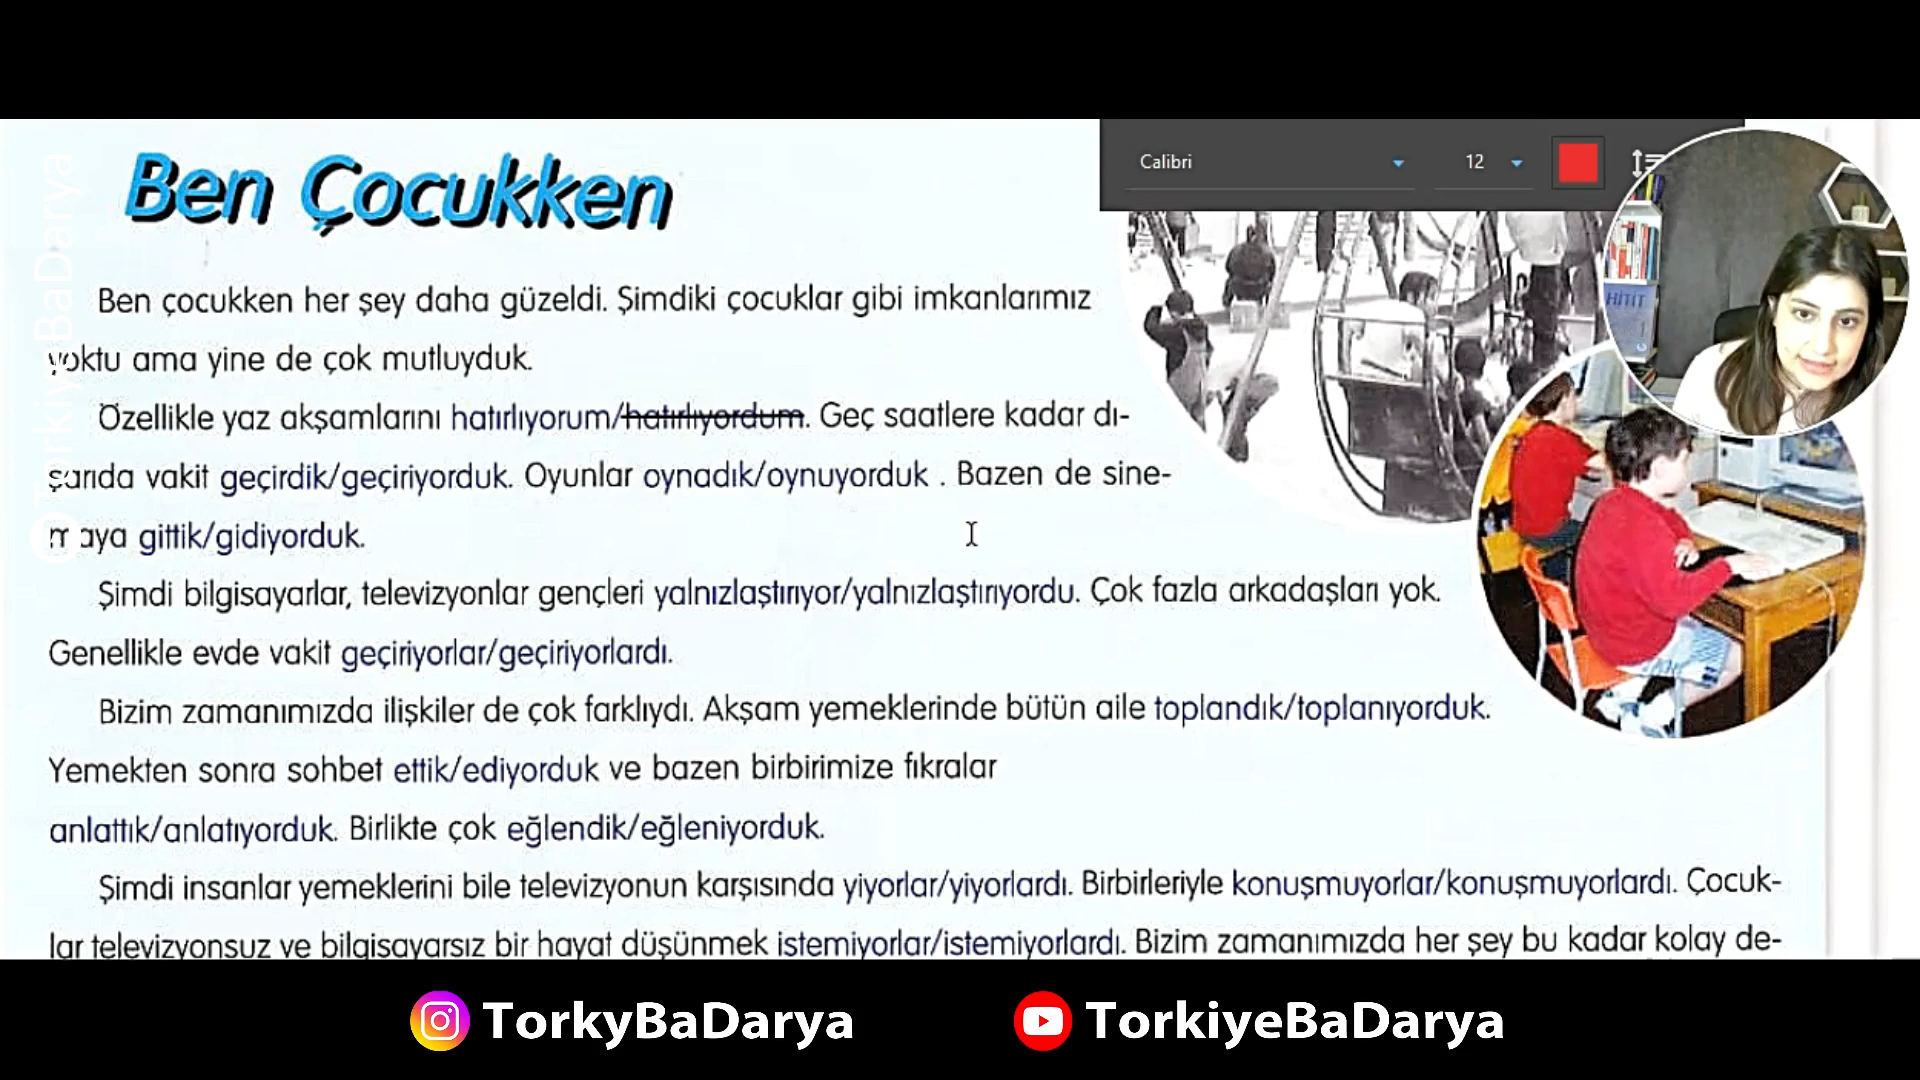 Ben Çocukken
Calibri
12
Ben çocukken her şey daha güzeldi. Şimdiki çocuklar gibi imkanlarımız
yoktu ama yine de çok mutluyduk.
Özellikle yaz akşamlarını hatırlıyorum/hatırlıyordum. Geç saatlere kadar dı-
şarıda vakit geçirdik/geçiriyorduk. Oyunlar oynadık/oynuyorduk . Bazen de sine-
maya gittik/gidiyorduk.
Şimdi bilgisayarlar, televizyonlar gençleri yalnızlaştırıyor/yalnızlaştırıyordu. Çok fazla arkadaşları yok.
Genellikle evde vakit geçiriyorlar/geçiriyorlardı.
Bizim zamanımızda ilişkiler de çok farklıydı. Akşam yemeklerinde bütün aile toplandık/toplanıyorduk.
Yemekten sonra sohbet ettik/ediyorduk ve bazen birbirimize fıkralar
anlattık/anlatıyorduk. Birlikte çok eğlendik/eğleniyorduk.
Şimdi insanlar yemeklerini bile televizyonun karşısında yiyorlar/yiyorlardı. Birbirleriyle konuşmuyorlar/konuşmuyorlardı. Çocuk-
lar televizyonsuz ve bilgisayarsız bir hayat düşünmek istemiyorlar/istemiyorlardı. Bizim zamanımızda her şey bu kadar kolay de-
TorkiyeBaDarya
HİTİT
TorkyBaDarya
TorkiyeBaDarya